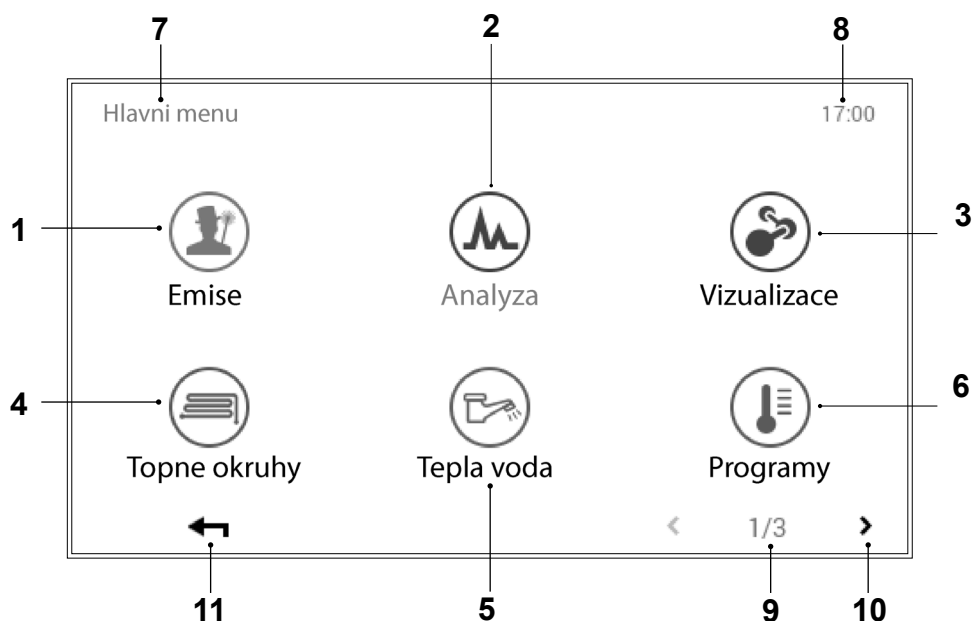 7 2 8
Hlavni menu 17:00
1 3
Emise Analyza Vizualizace
4 6
Topne okruhy Tepla voda Programy
1/3
11 5 9 10